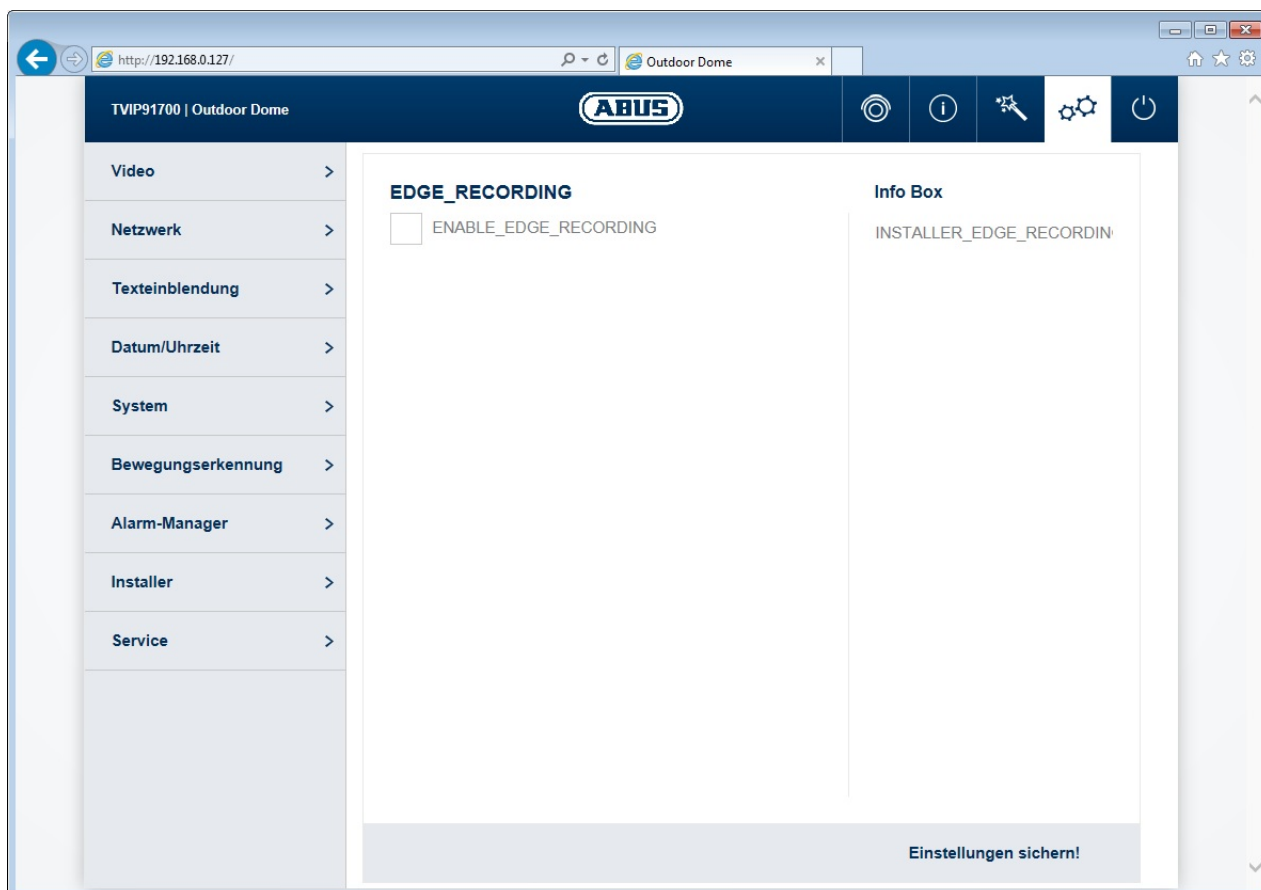 http://192.168.0.127/
Outdoor Dome
TVIP91700 | Outdoor Dome
ABUS
Video
Netzwerk
Texteinblendung
Datum/Uhrzeit
System
Bewegungserkennung
Alarm-Manager
Installer
Service
EDGE_RECORDING
ENABLE_EDGE_RECORDING
Info Box
INSTALLER_EDGE_RECORDIN
Einstellungen sichern!